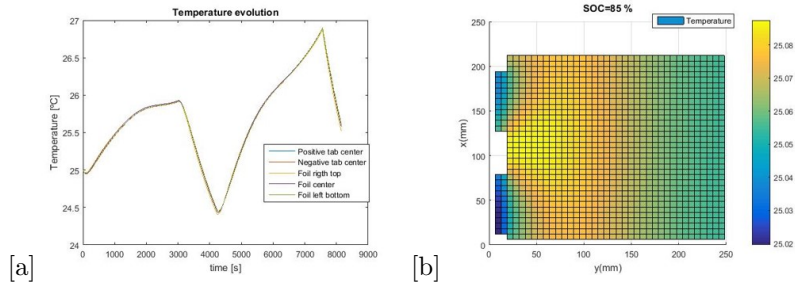 Temperature evolution
27
26.5
26
25.5
25
24.5
24
Temperature [ºC]
0 1000 2000 3000 4000 5000 6000 7000 8000 9000
time [s]
Positive tab center
Negative tab center
Foil rigth top
Foil center
Foil left bottom
[a]
SOC=85 %
Temperature
250
200
150
100
50
0
x(mm)
0 50 100 150 200 250
y(mm)
25.08
25.07
25.06
25.05
25.04
25.03
25.02
[b]